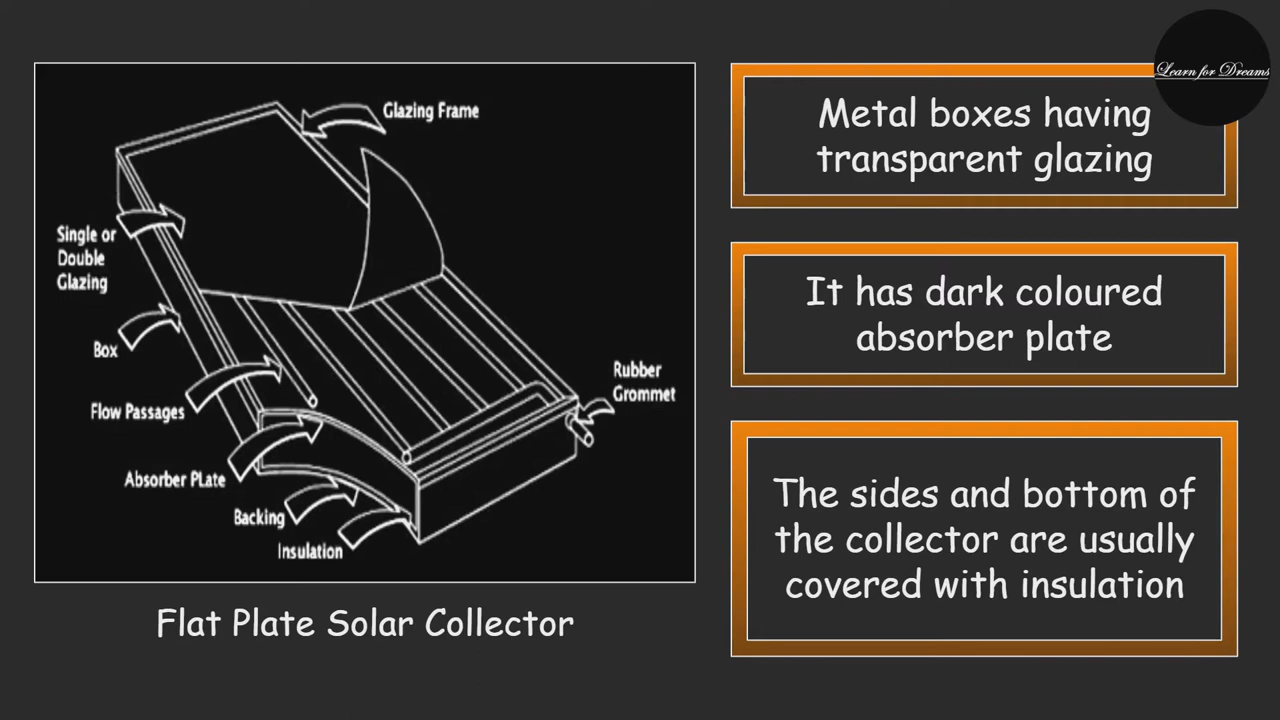 Learn for Dreams
Glazing Frame
Single or
Double
Glazing
Box
Flow Passages
Absorber PLate
Backing
Insulation
Rubber
Grommet
Flat Plate Solar Collector
Metal boxes having
transparent glazing
It has dark coloured
absorber plate
The sides and bottom of
the collector are usually
covered with insulation